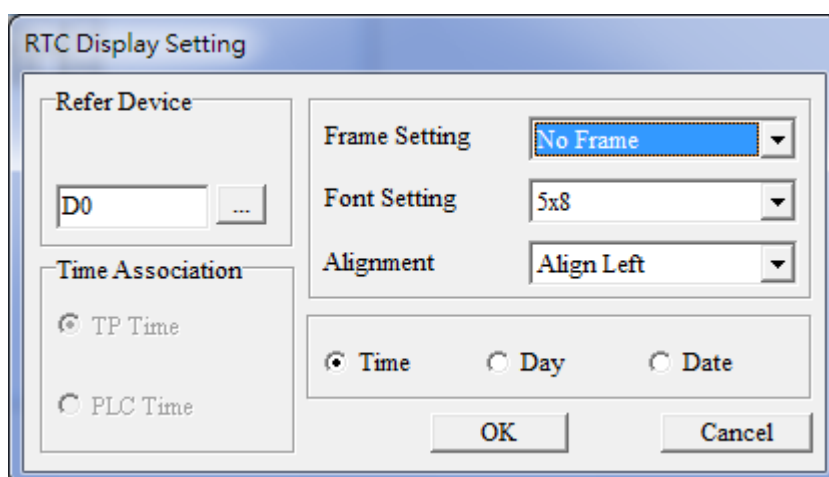 RTC Display Setting
Refer Device
D0 ...
Time Association
TP Time
PLC Time
Frame Setting No Frame
Font Setting 5x8
Alignment Align Left
Time Day Date
OK Cancel